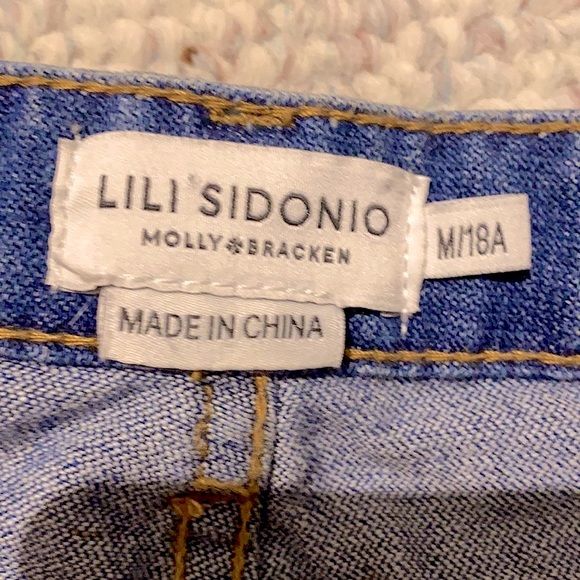 LILI SIDONIO
MOLLY❉BRACKEN
M/18A
MADE IN CHINA